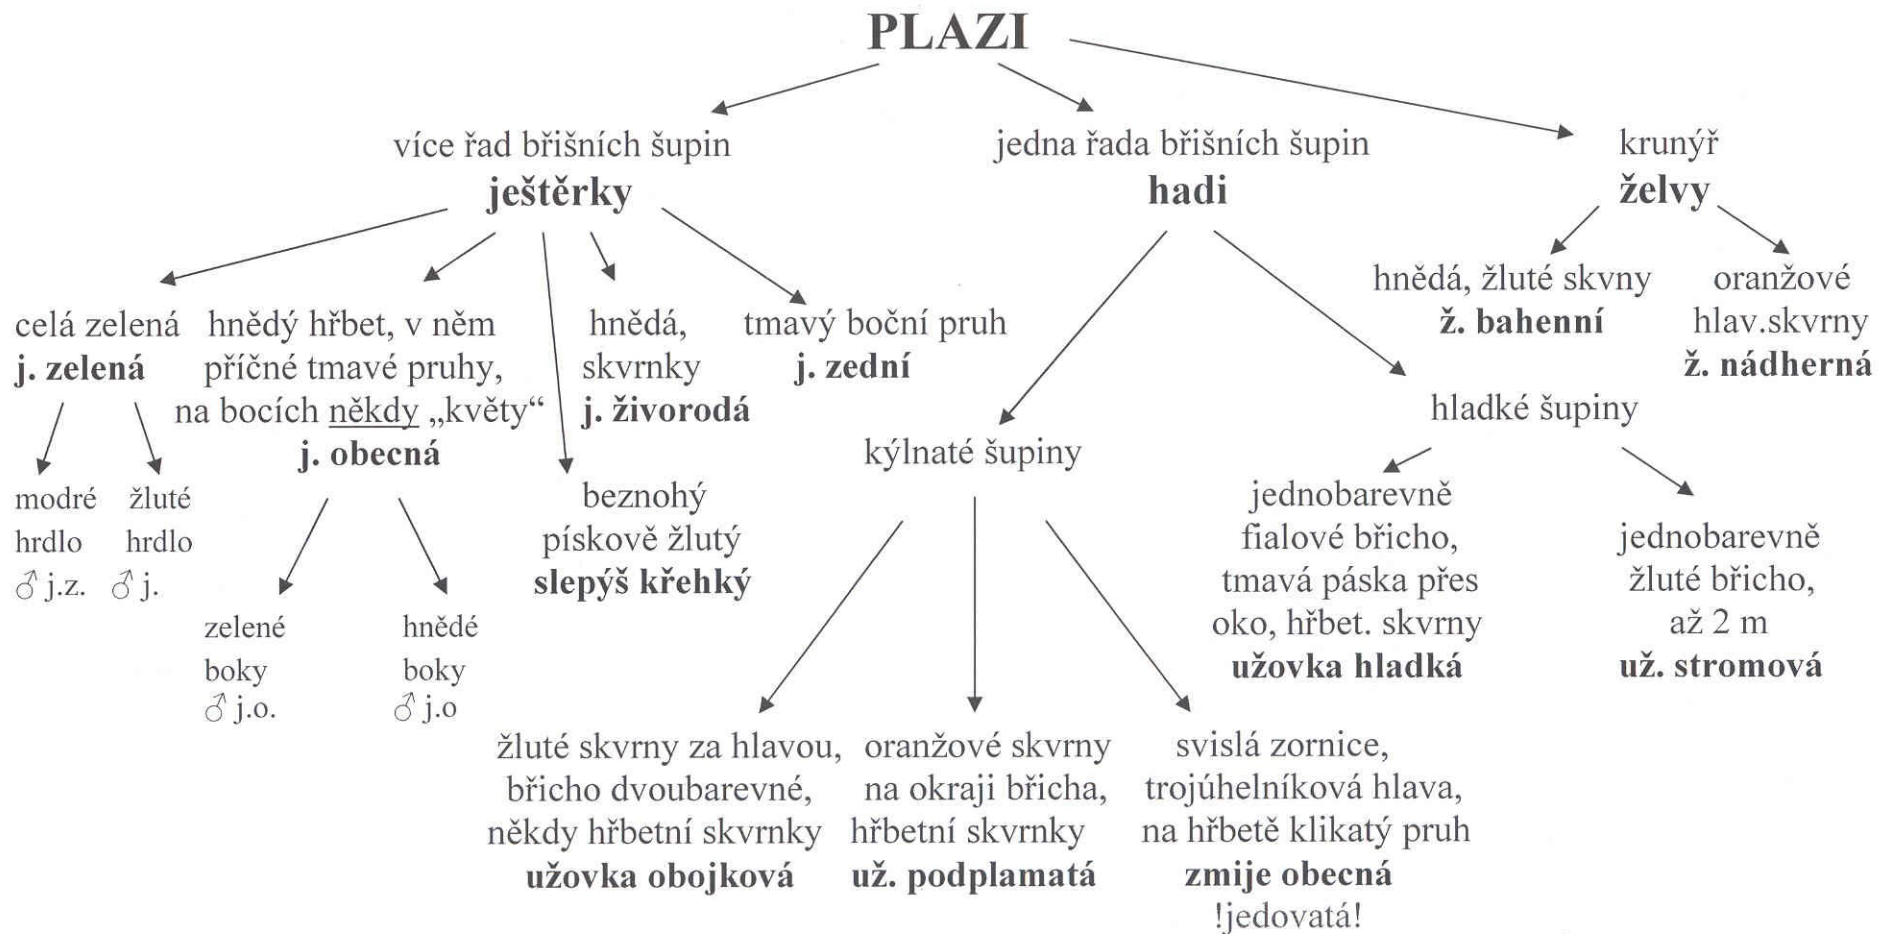 PLAZI
více řad břišních šupin
ještěrky
jedna řada břišních šupin
hadi
krunýř
želvy
celá zelená
j. zelená
modré
hrdlo
♂ j.z.
žluté
hrdlo
♂ j.
hnědý hřbet, v něm
příčné tmavé pruhy,
na bocích někdy „květy“
j. obecná
zelené
boky
♂ j.o.
hnědé
boky
♂ j.o
beznohý
pískově žlutý
slepýš křehký
hnědá,
skvrnky
j. živorodá
tmavý boční pruh
j. zední
kýlnaté šupiny
žluté skvrny za hlavou,
břicho dvoubarevné,
někdy hřbetní skvrnky
užovka obojková
oranžové skvrny
na okraji břicha,
hřbetní skvrnky
už. podplamatá
svislá zornice,
trojúhelníková hlava,
na hřbetě klikatý pruh
zmije obecná
!jedovatá!
hladké šupiny
jednobarevně
fialové břicho,
tmavá páska přes
oko, hřbet. skvrny
užovka hladká
jednobarevně
žluté břicho,
až 2 m
už. stromová
hnědá, žluté skvny
ž. bahenní
oranžové
hlav.skvrny
ž. nádherná